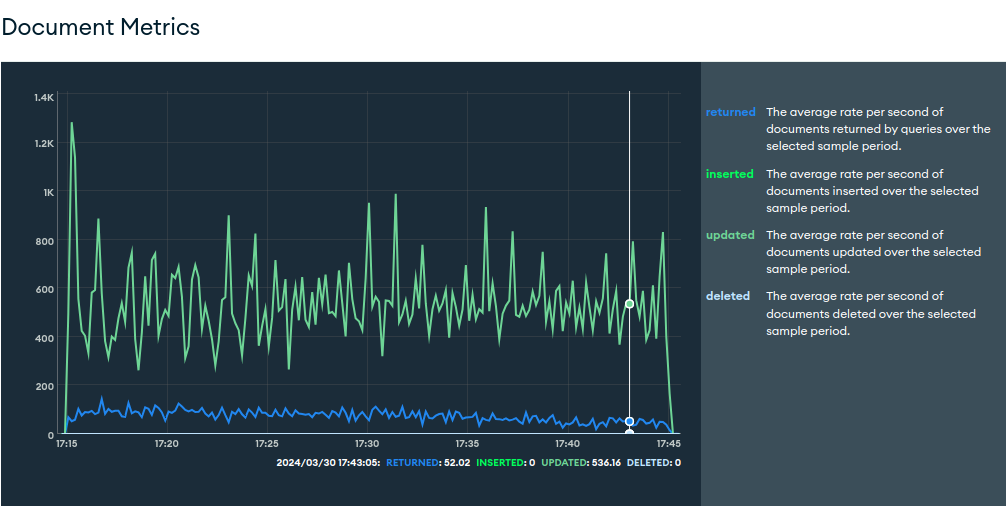 Document Metrics
1.4K
1.2K
1K
800
600
400
200
0
17:15 17:20 17:25 17:30 17:35 17:40 17:45
2024/03/30 17:43:05: RETURNED: 52.02 INSERTED: 0 UPDATED: 536.16 DELETED: 0
returned The average rate per second of
documents returned by queries over the
selected sample period.
inserted The average rate per second of
documents inserted over the selected
sample period.
updated The average rate per second of
documents updated over the selected
sample period.
deleted The average rate per second of
documents deleted over the selected
sample period.